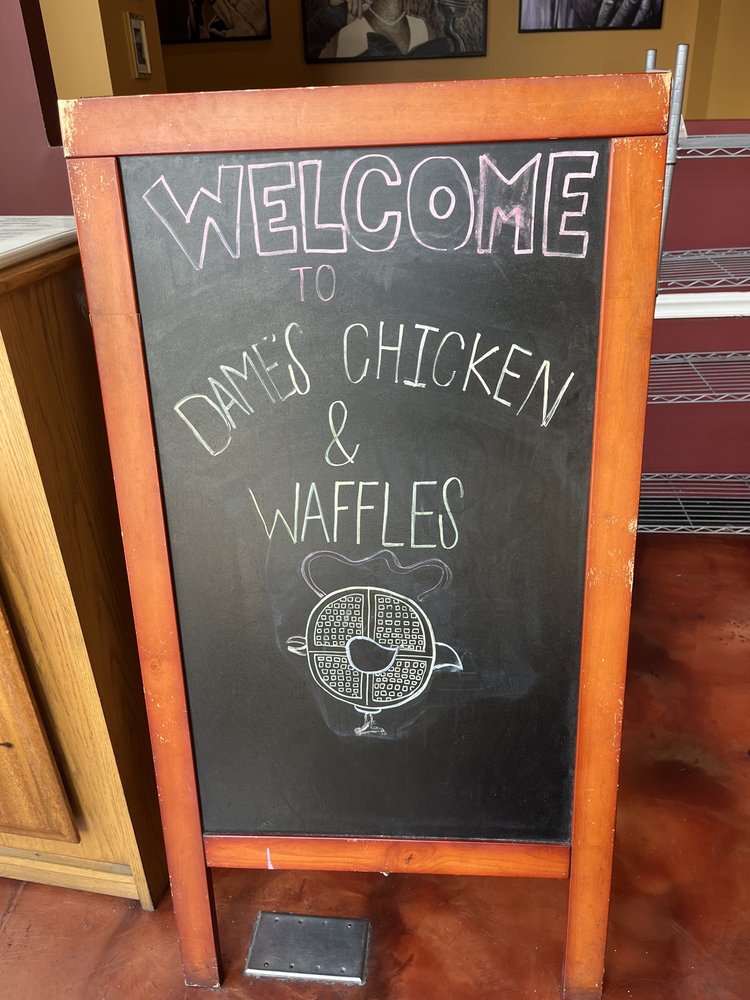 WELCOME
TO
DAME'S CHICKEN
&
WAFFLES